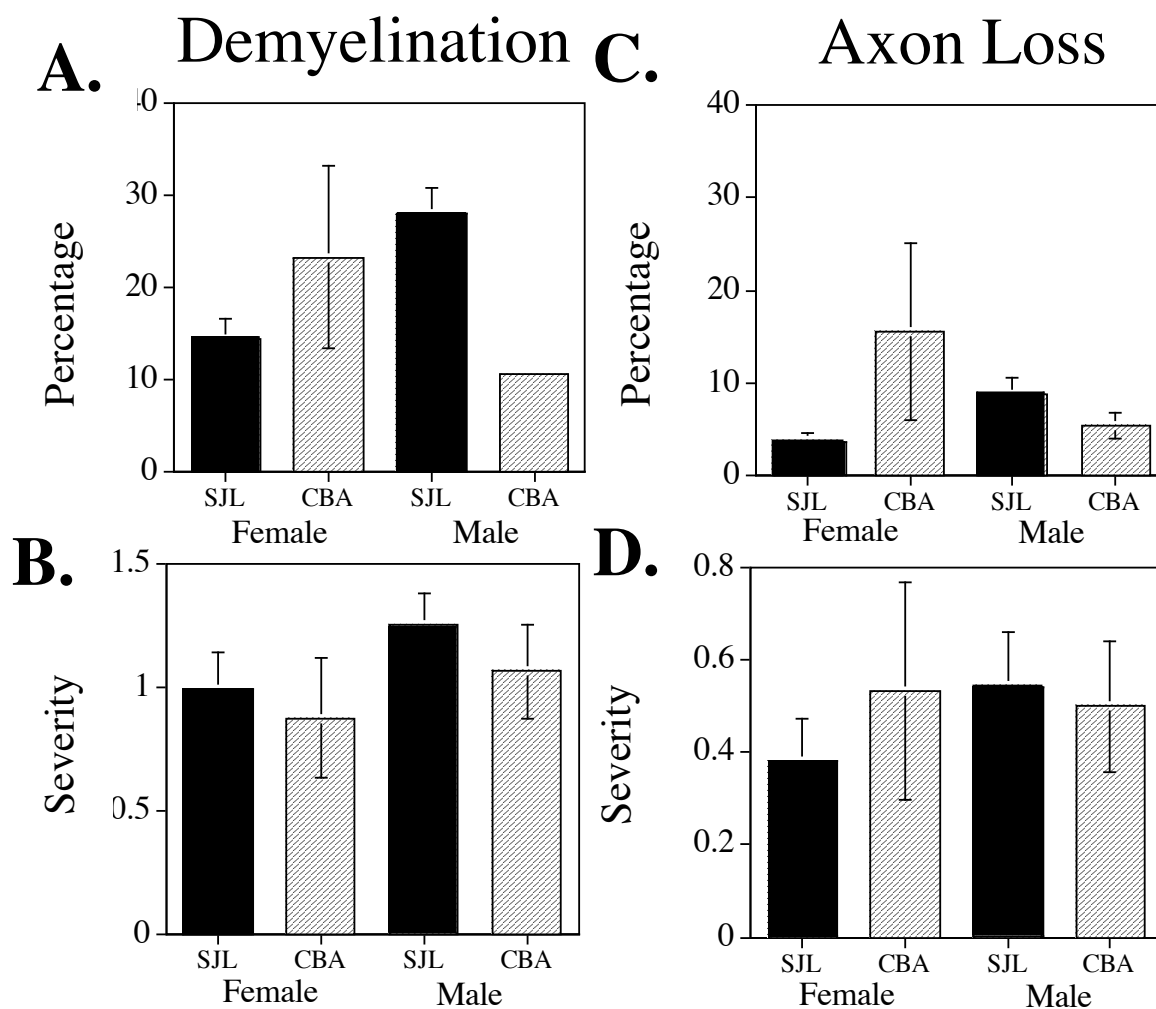 Demyelination
A.
40
30
20
10
0
Percentage
SJL CBA SJL CBA
Female Male
Axon Loss
C.
40
30
20
10
0
Percentage
SJL CBA SJL CBA
Female Male
B.
1.5
1
0.5
0
Severity
SJL CBA SJL CBA
Female Male
D.
0.8
0.6
0.4
0.2
0
Severity
SJL CBA SJL CBA
Female Male